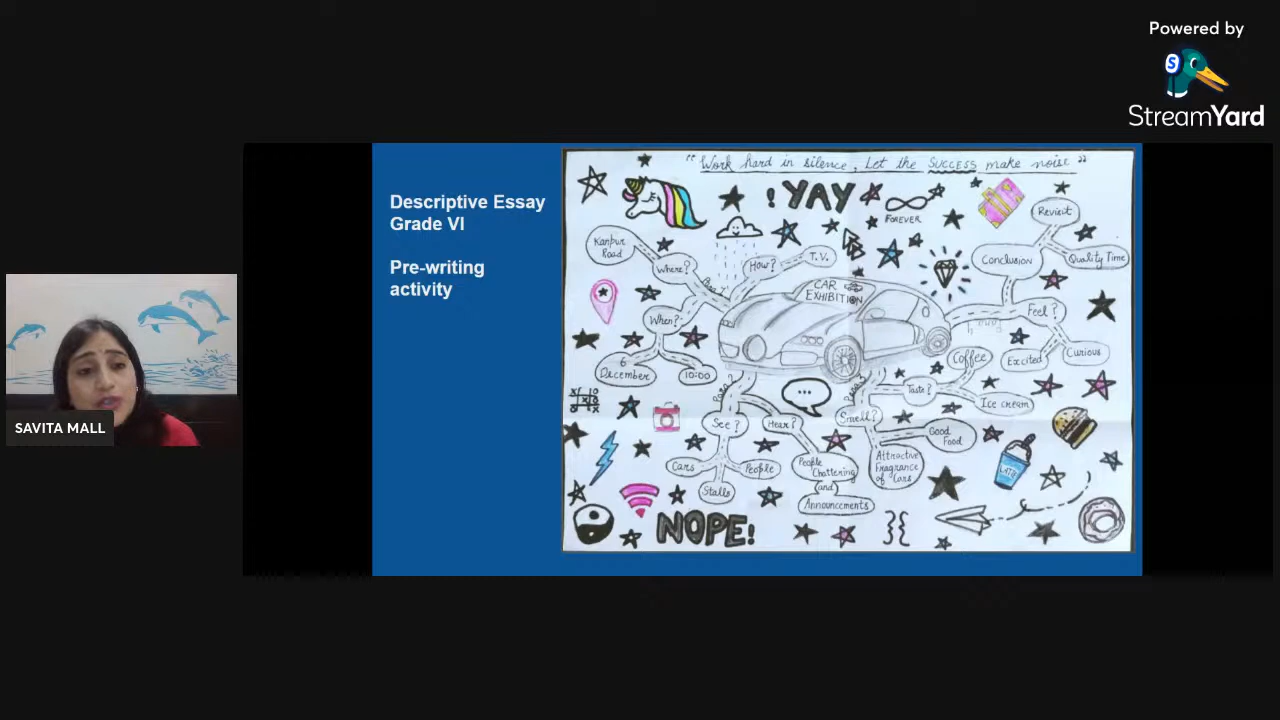 Powered by
StreamYard
Descriptive Essay
Grade VI
Pre-writing
activity
SAVITA MALL
"Work hard in silence, Let the SUCCESS make noise"
! YAY
FOREVER
Kanpur
Road
Where?
How?
T.V.
When?
6
December
10:00
CAR
EXHIBITION
Revisit
Conclusion
Quality Time
Feel?
Excited
Curious
See?
Cars
People
Stalls
Hear?
People
Chattering
and
Announcements
Smell?
Attractive
Fragrance
of Cars
Good
Food
Taste?
Coffee
Ice cream
NOPE!